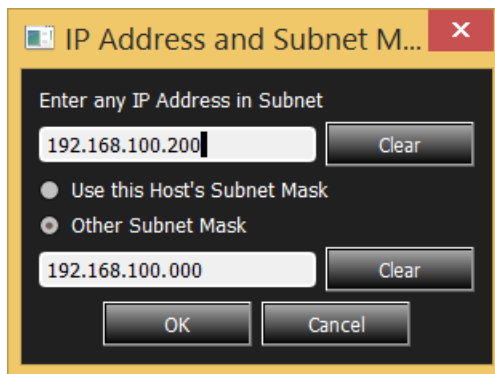 IP Address and Subnet M...
Enter any IP Address in Subnet
192.168.100.200
Clear
Use this Host's Subnet Mask
Other Subnet Mask
192.168.100.000
Clear
OK
Cancel